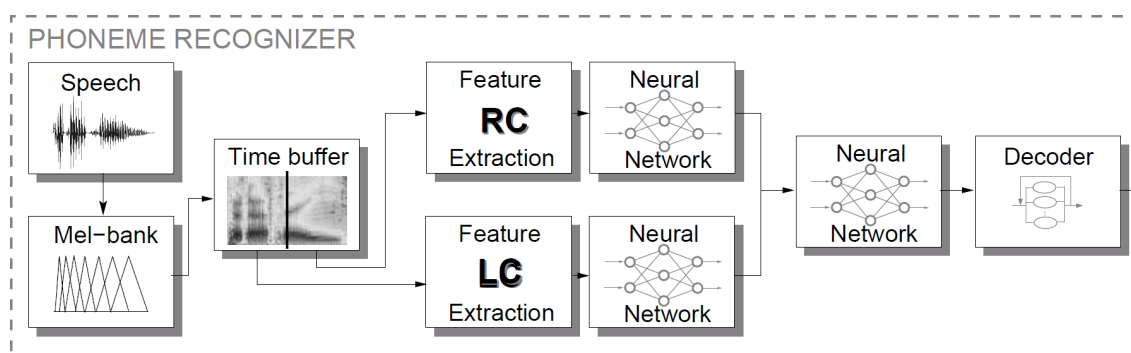 PHONEME RECOGNIZER
Speech
Mel-bank
Time buffer
Feature
RC
Extraction
Neural
Network
Feature
LC
Extraction
Neural
Network
Neural
Network
Decoder